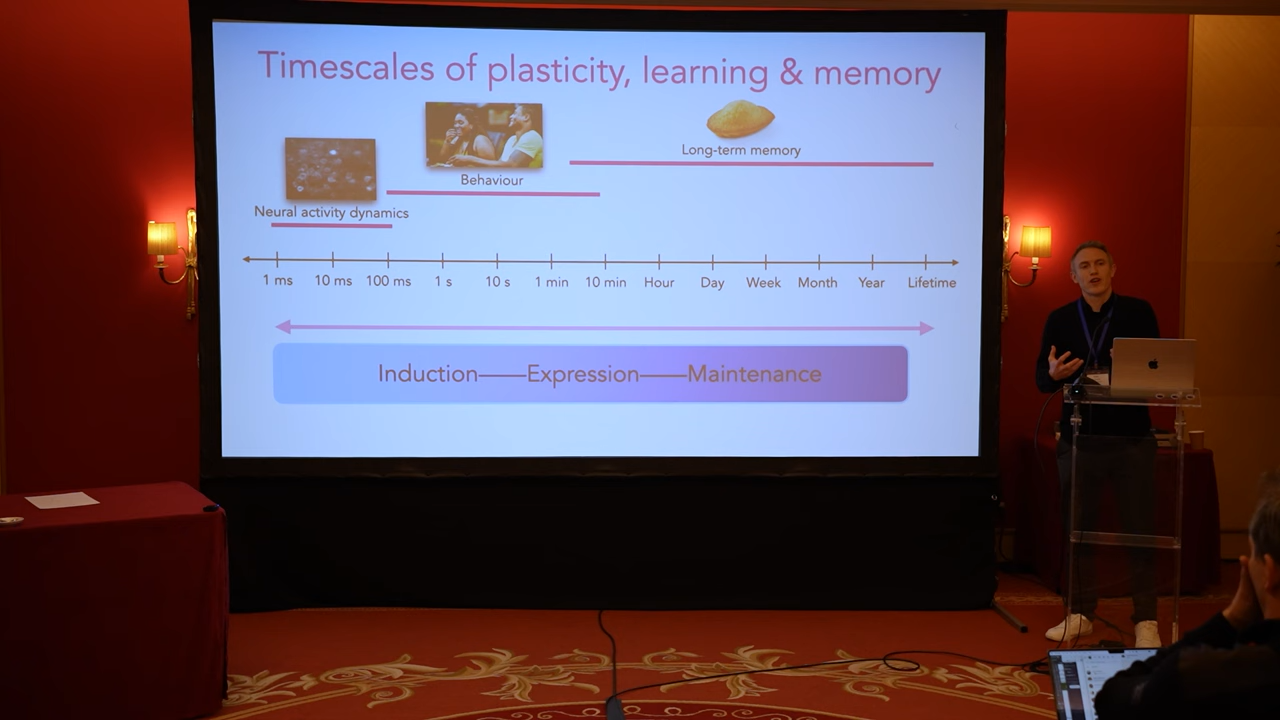 Timescales of plasticity, learning & memory
Long-term memory
Behaviour
Neural activity dynamics
1 ms 10 ms 100 ms 1 s 10 s 1 min 10 min Hour Day Week Month Year Lifetime
Induction——Expression——Maintenance